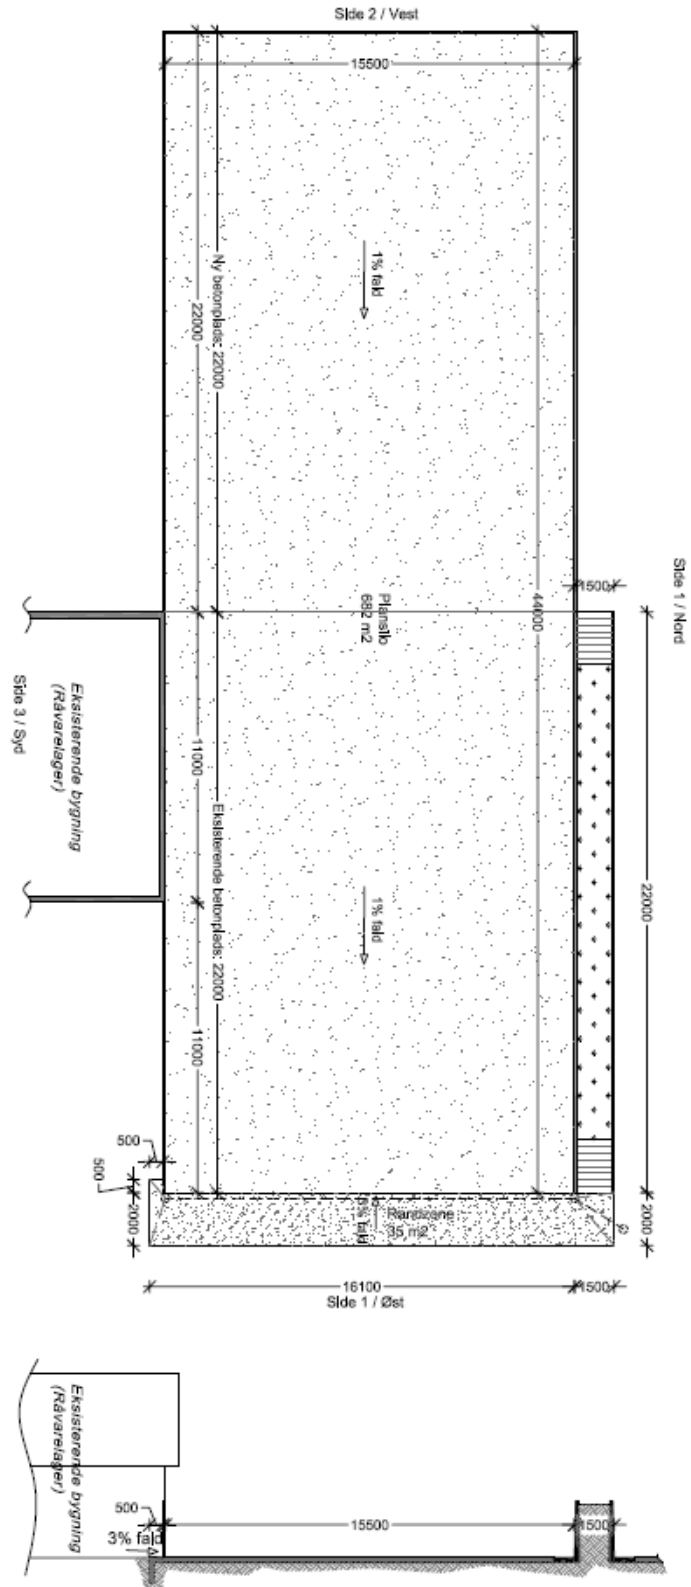 Side 2 / Vest
15500
1% fald
Ny betonplads: 22000
22000
44000
1500
Side 1 / Nord
Plansilo
682 m2
Eksisterende bygning
(Råvarelager)
Side 3 / Syd
11000
Eksisterende betonplads: 22000
22000
1% fald
11000
500
500
2000
Randzone
35 m2
5% fald
2000
16100
1500
Side 1 / Øst
Eksisterende bygning
(Råvarelager)
500
15500
1500
3% fald